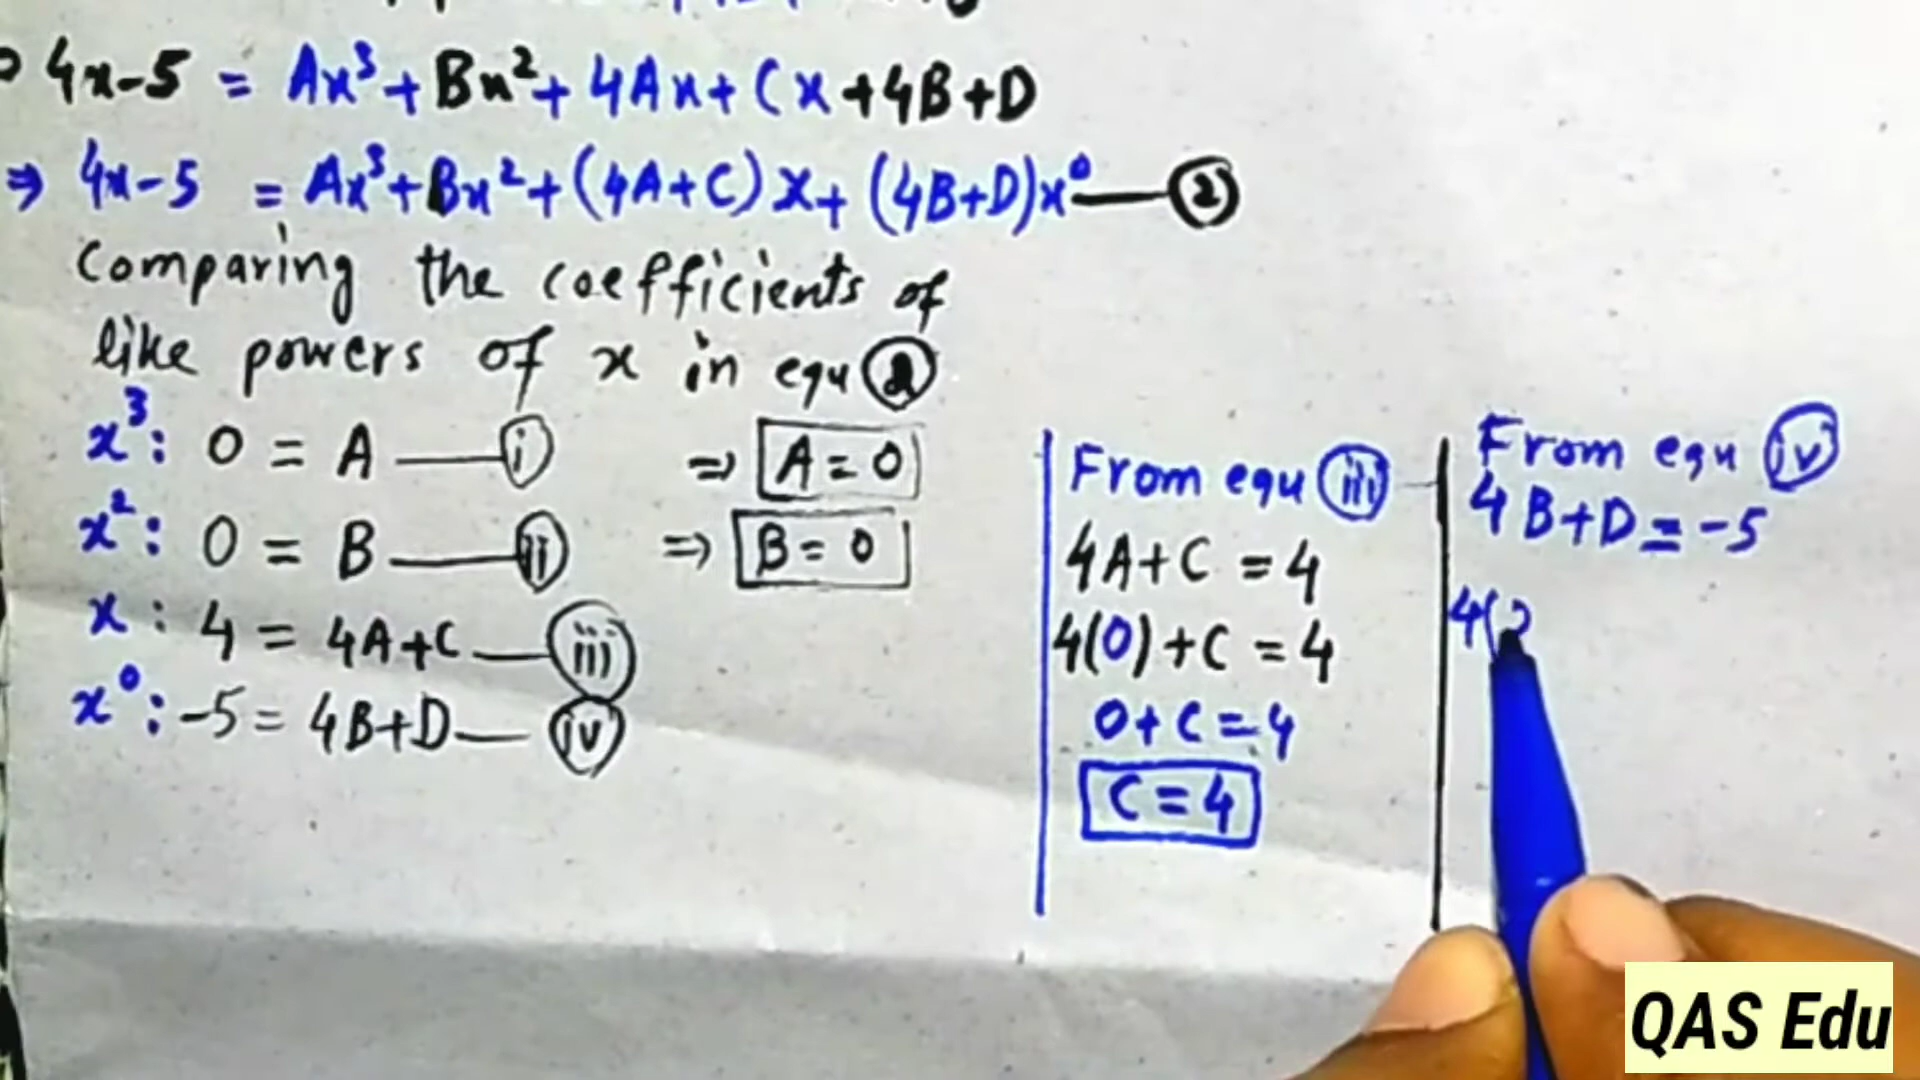 4x-5 = Ax³+Bx²+4Ax+Cx+4B+D
⇒ 4x-5 = Ax³+Bx²+(4A+C)x+(4B+D)x⁰ —— ②
Comparing the coefficients of
like powers of x in equ ②
x³: 0 = A —— (i) ⇒ A = 0
x²: 0 = B —— (ii) ⇒ B = 0
x: 4 = 4A+C —— (iii)
x⁰: -5 = 4B+D —— (iv)
From equ (iii)
4A+C = 4
4(0)+C = 4
0+C = 4
C = 4
From equ (iv)
4B+D = -5
4(
QAS Edu